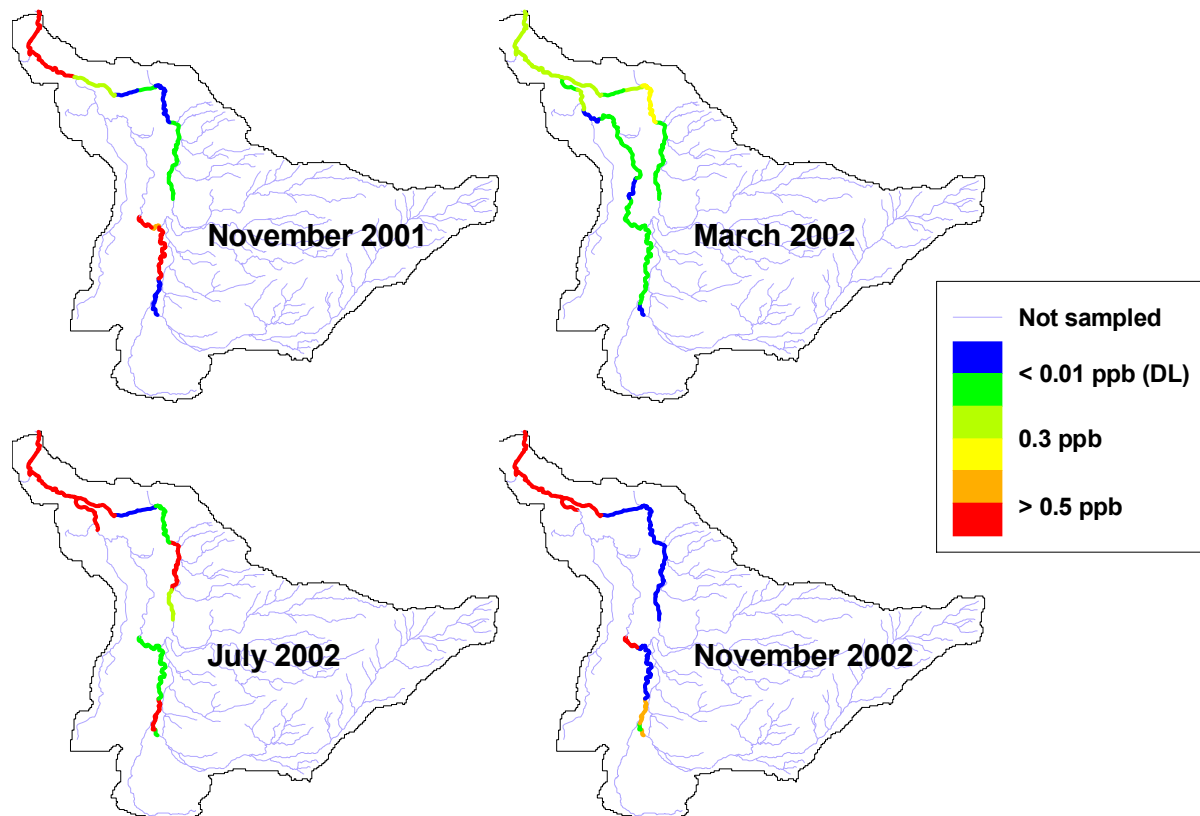 November 2001
March 2002
Not sampled
< 0.01 ppb (DL)
0.3 ppb
> 0.5 ppb
July 2002
November 2002